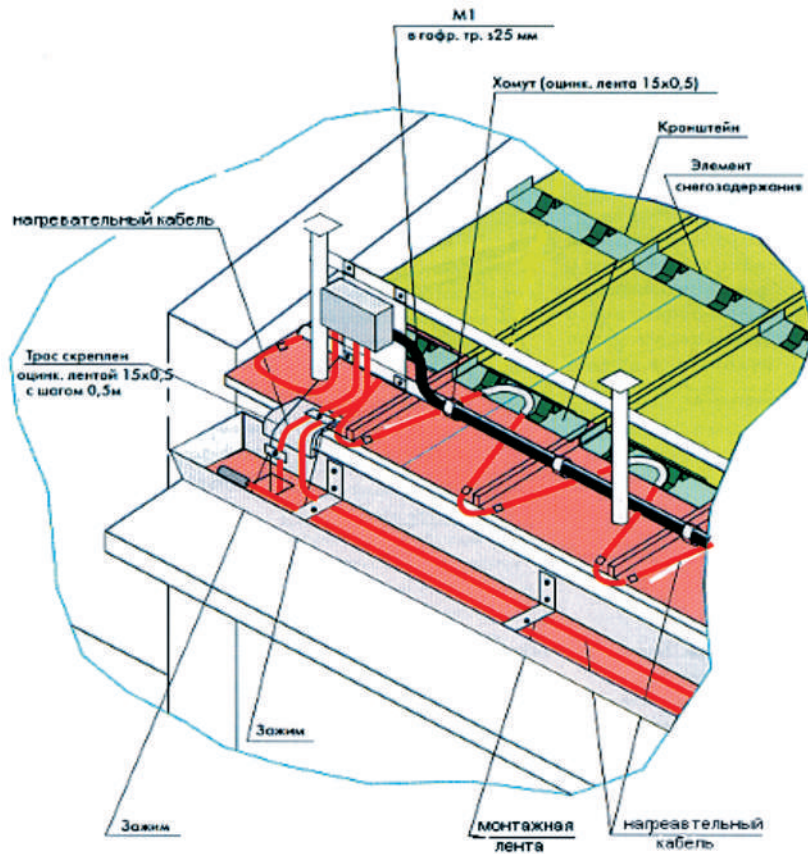 М1
в гофр. тр. з25 мм
Хомут (оцинк. лента 15х0,5)
Кронштейн
Элемент
снегозадержания
нагревательный кабель
Трос скреплен
оцинк. лентой 15х0,5
с шагом 0,5м
Зажим
Зажим
монтажная
лента
нагреавтельный
кабель